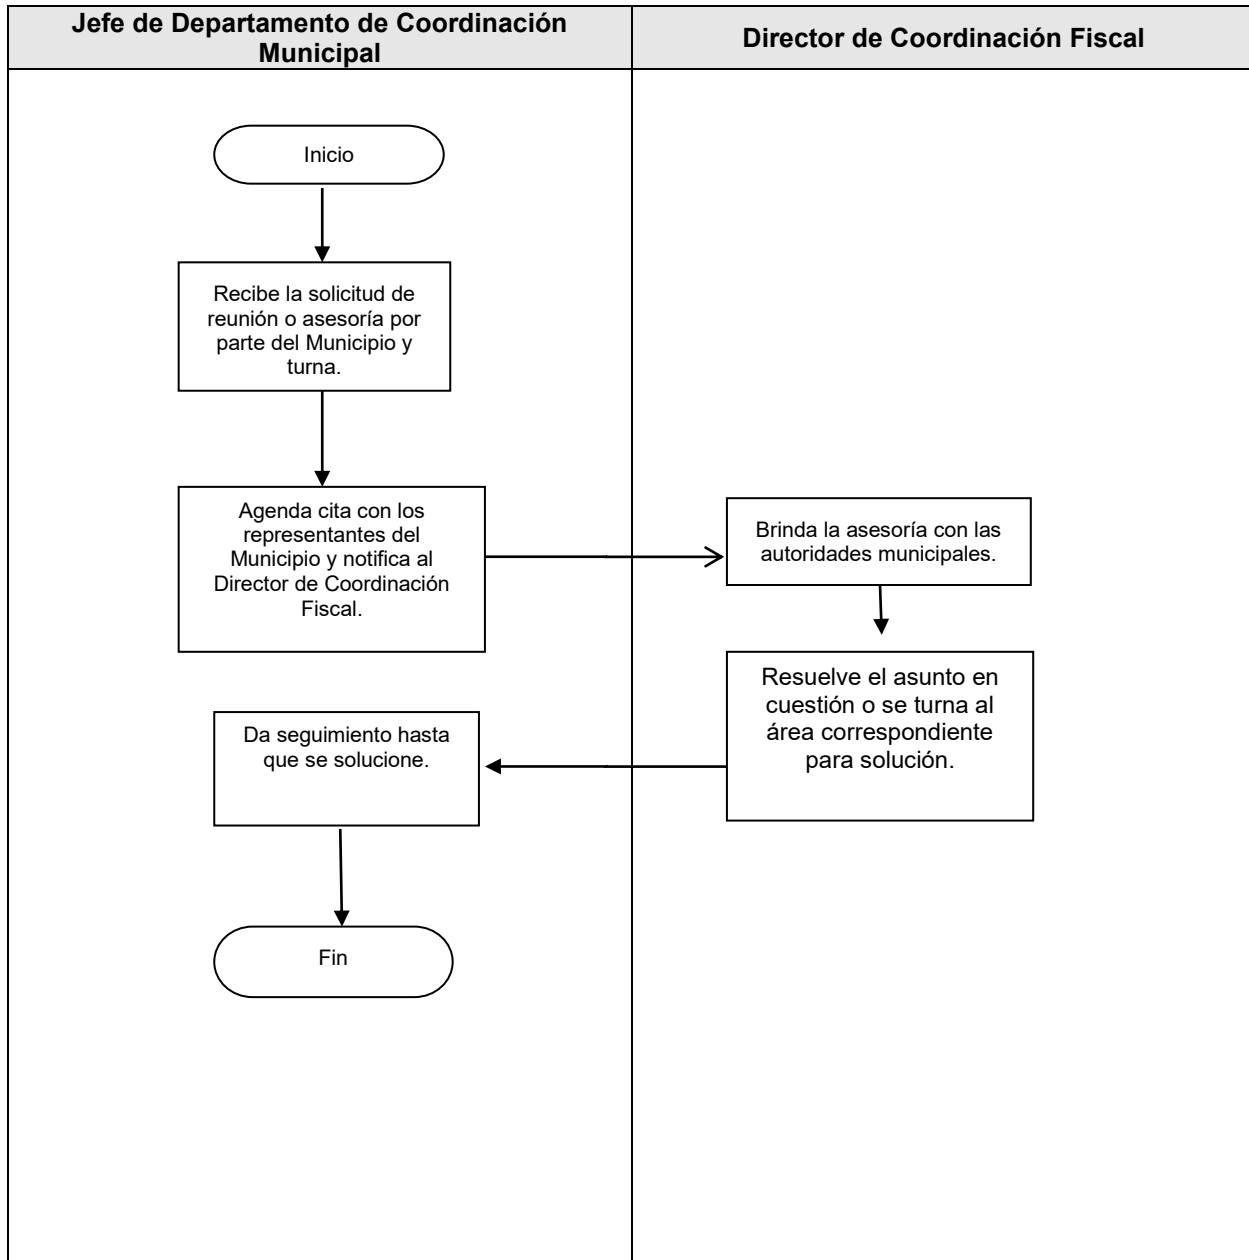 Jefe de Departamento de Coordinación
Municipal
Director de Coordinación Fiscal
Inicio
Recibe la solicitud de
reunión o asesoría por
parte del Municipio y
turna.
Agenda cita con los
representantes del
Municipio y notifica al
Director de Coordinación
Fiscal.
Brinda la asesoría con las
autoridades municipales.
Resuelve el asunto en
cuestión o se turna al
área correspondiente
para solución.
Da seguimiento hasta
que se solucione.
Fin